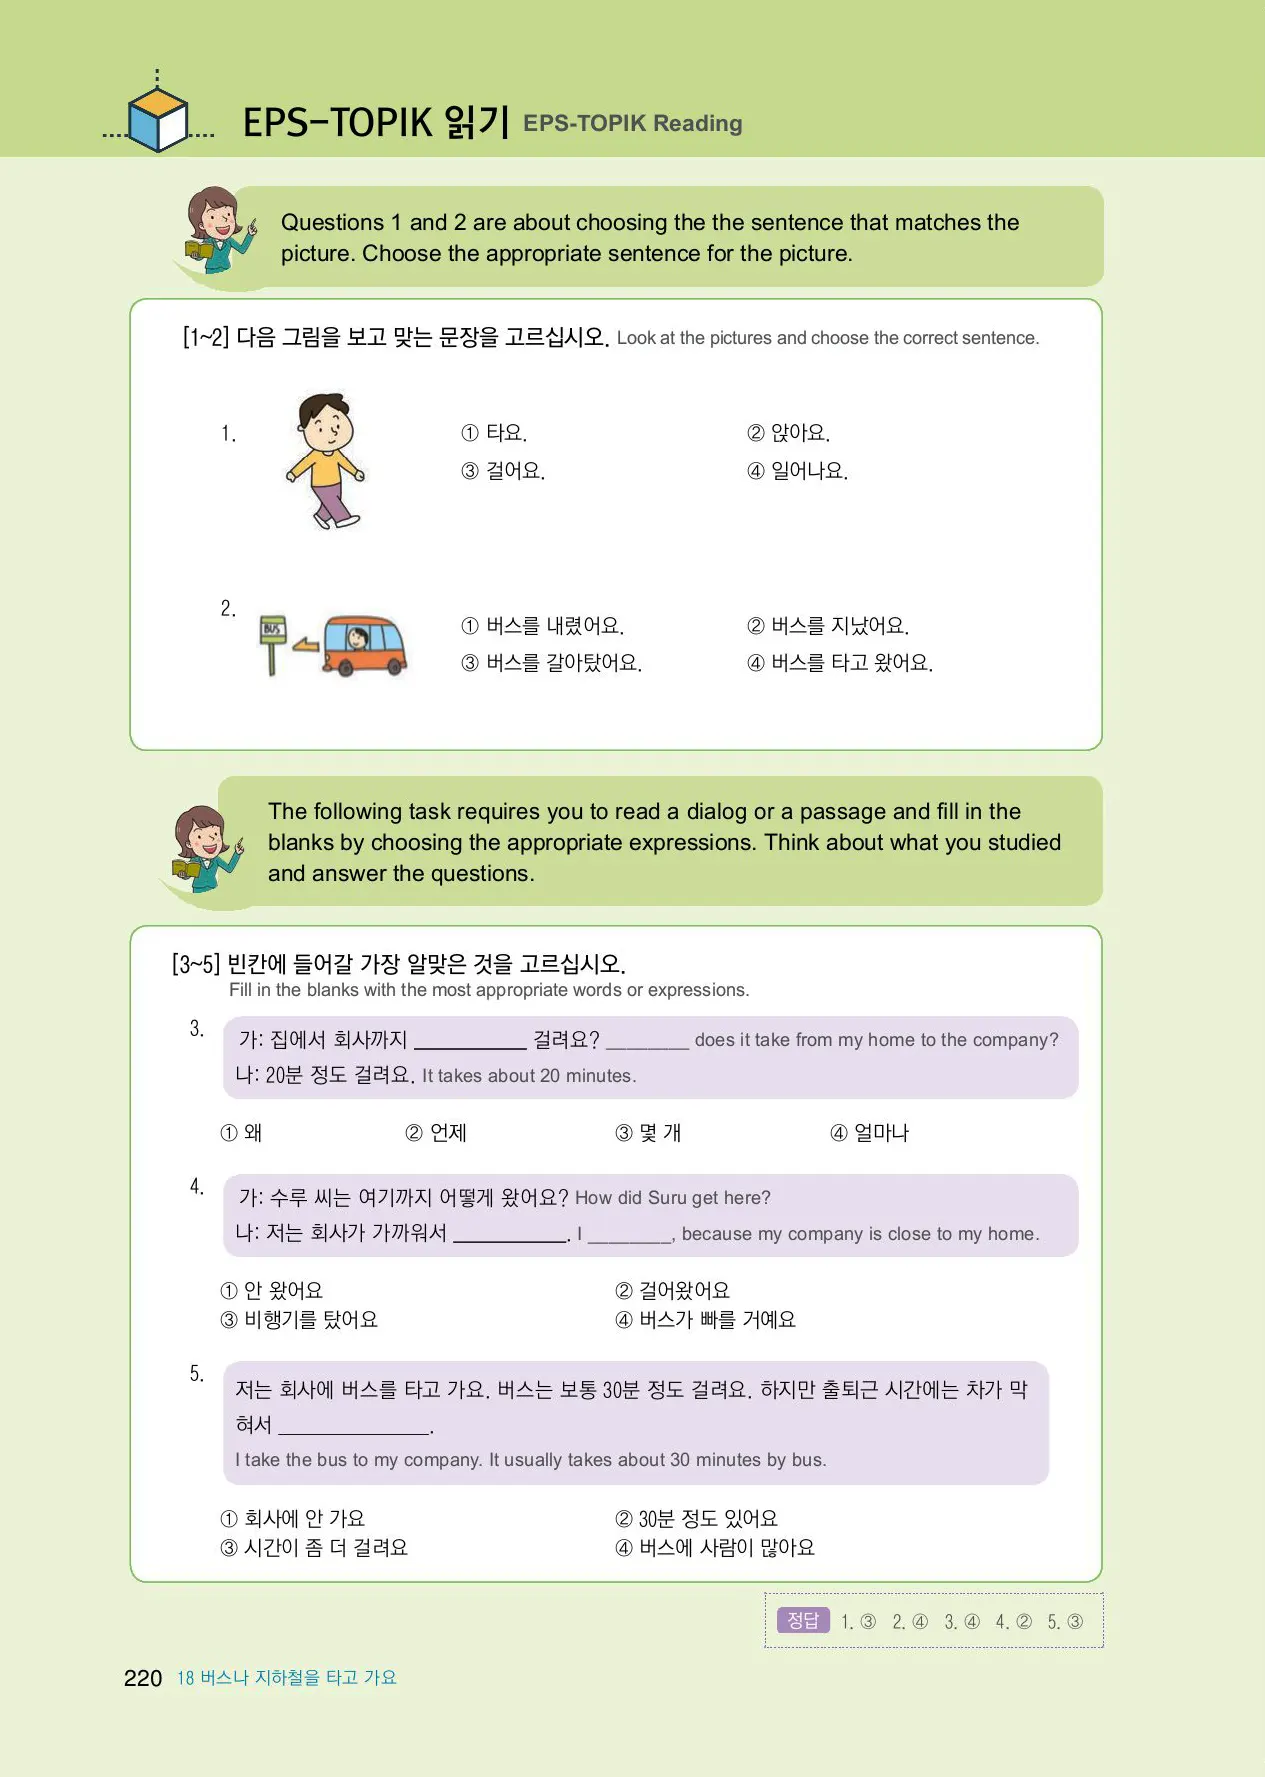 EPS-TOPIK 읽기 EPS-TOPIK Reading
Questions 1 and 2 are about choosing the the sentence that matches the
picture. Choose the appropriate sentence for the picture.
[1~2] 다음 그림을 보고 맞는 문장을 고르십시오. Look at the pictures and choose the correct sentence.
1.
① 타요. ② 앉아요.
③ 걸어요. ④ 일어나요.
2.
BUS
① 버스를 내렸어요. ② 버스를 지났어요.
③ 버스를 갈아탔어요. ④ 버스를 타고 왔어요.
The following task requires you to read a dialog or a passage and fill in the
blanks by choosing the appropriate expressions. Think about what you studied
and answer the questions.
[3~5] 빈칸에 들어갈 가장 알맞은 것을 고르십시오.
Fill in the blanks with the most appropriate words or expressions.
3. 가: 집에서 회사까지 ___________ 걸려요? ________ does it take from my home to the company?
나: 20분 정도 걸려요. It takes about 20 minutes.
① 왜 ② 언제 ③ 몇 개 ④ 얼마나
4. 가: 수루 씨는 여기까지 어떻게 왔어요? How did Suru get here?
나: 저는 회사가 가까워서 ___________. I ________, because my company is close to my home.
① 안 왔어요 ② 걸어왔어요
③ 비행기를 탔어요 ④ 버스가 빠를 거예요
5. 저는 회사에 버스를 타고 가요. 버스는 보통 30분 정도 걸려요. 하지만 출퇴근 시간에는 차가 막
혀서 _______________.
I take the bus to my company. It usually takes about 30 minutes by bus.
① 회사에 안 가요 ② 30분 정도 있어요
③ 시간이 좀 더 걸려요 ④ 버스에 사람이 많아요
정답 1. ③ 2. ④ 3. ④ 4. ② 5. ③
220 18 버스나 지하철을 타고 가요